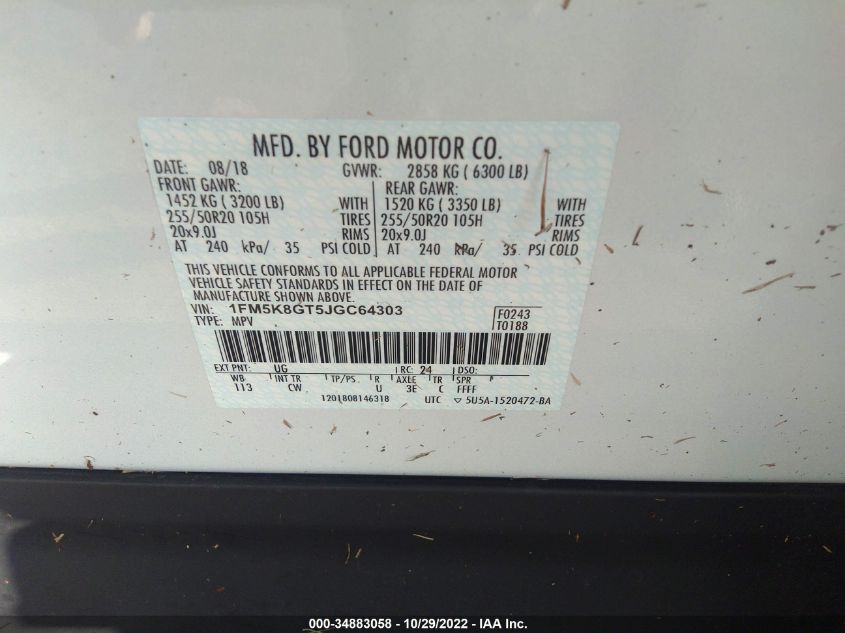 MFD. BY FORD MOTOR CO.
DATE: 08/18 GVWR: 2858 KG ( 6300 LB)
FRONT GAWR: REAR GAWR:
1452 KG ( 3200 LB) WITH 1520 KG ( 3350 LB) WITH
255/50R20 105H TIRES 255/50R20 105H TIRES
20x9.0J RIMS 20x9.0J RIMS
AT 240 kPa/ 35 PSI COLD AT 240 kPa/ 35 PSI COLD
THIS VEHICLE CONFORMS TO ALL APPLICABLE FEDERAL MOTOR
VEHICLE SAFETY STANDARDS IN EFFECT ON THE DATE OF
MANUFACTURE SHOWN ABOVE.
VIN: 1FM5K8GT5JGC64303 F0243
TYPE: MPV T0188
EXT PNT: UG RC: 24 DSO:
WB INT TR TP/PS R AXLE TR SPR
113 CW U 3E C FFFF
1201808146318 UTC ▽ 5U5A-1520472-BA
000-34883058 - 10/29/2022 - IAA Inc.